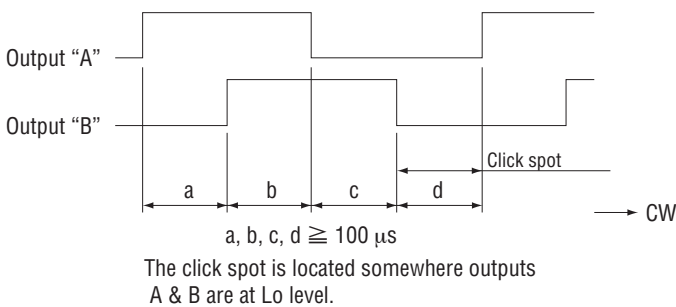 Output “A”
Output “B”
Click spot
a b c d
CW
a, b, c, d ≧ 100 μs
The click spot is located somewhere outputs
A & B are at Lo level.